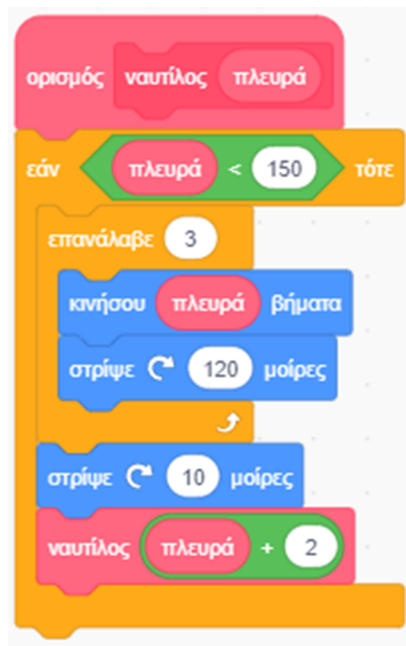 ορισμός ναυτίλος πλευρά
εάν πλευρά < 150 τότε
επανάλαβε 3
κινήσου πλευρά βήματα
στρίψε 120 μοίρες
στρίψε 10 μοίρες
ναυτίλος πλευρά + 2